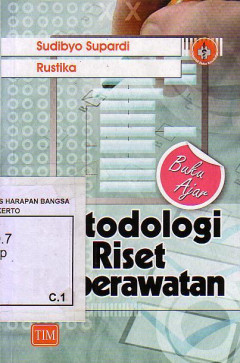 Sudibyo Supardi
Rustika
Buku
Ajar
S HARAPAN BANGSA
KERTO
.7
p
C.1
todologi
Riset
perawatan
TIM